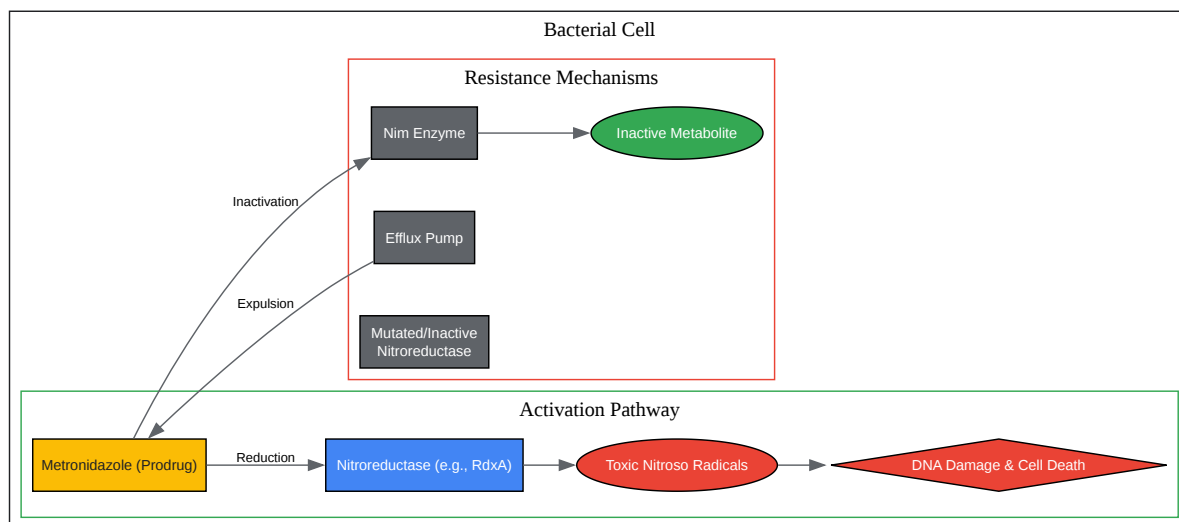 Bacterial Cell
Resistance Mechanisms
Nim Enzyme
Inactive Metabolite
Inactivation
Efflux Pump
Expulsion
Mutated/Inactive
Nitroreductase
Activation Pathway
Metronidazole (Prodrug)
Reduction
Nitroreductase (e.g., RdxA)
Toxic Nitroso Radicals
DNA Damage & Cell Death